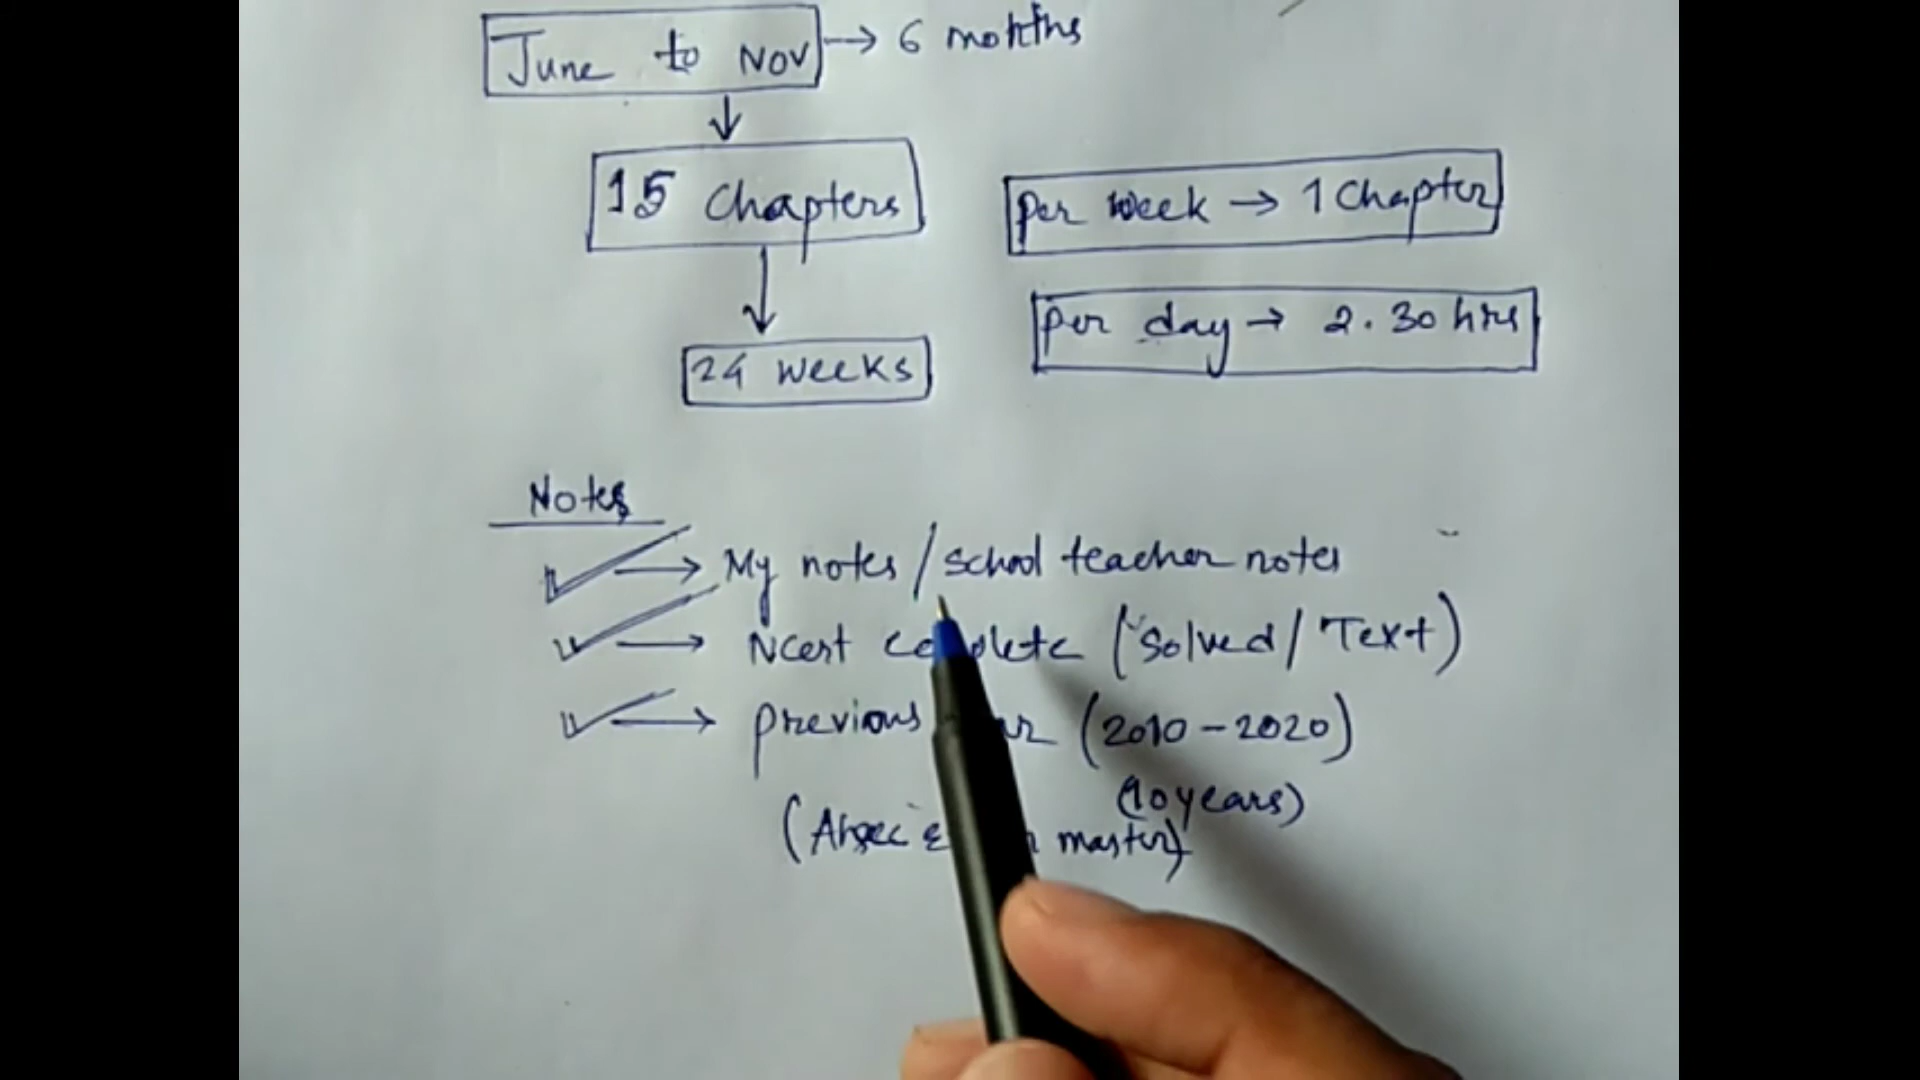 June to Nov → 6 months
15 Chapters
per week → 1 Chapter
per day → 2.30 hrs
24 weeks
Notes
→ My notes / school teacher notes
→ Ncert complete (Solved / Text)
→ previous (2010 - 2020)
(10 years)
( master)